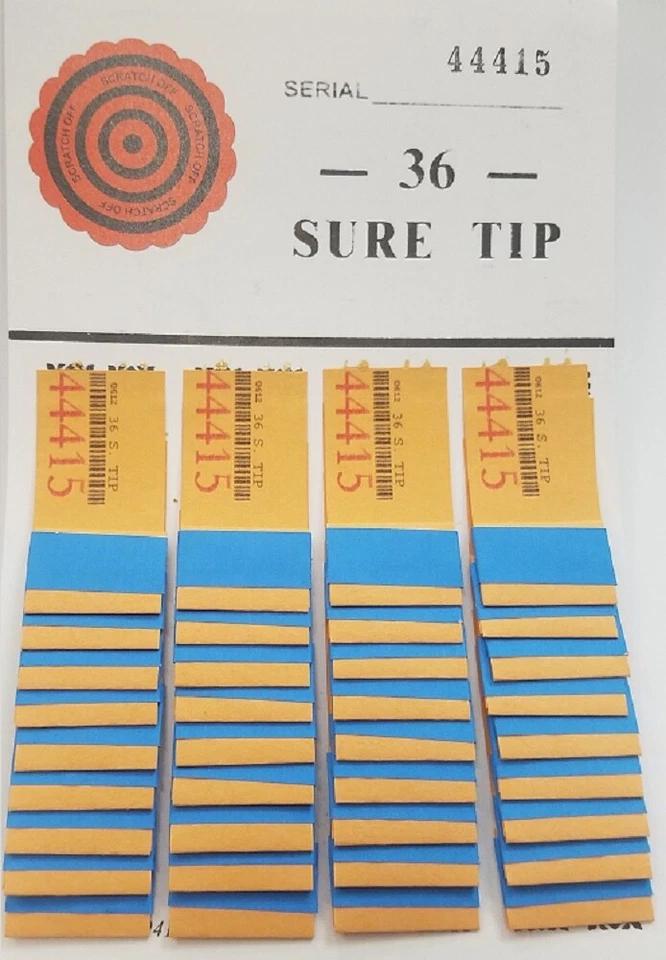 44415
SERIAL
— 36 —
SURE TIP
SCRATCH OFF
SCRATCH OFF
SCRATCH OFF
SCRATCH OFF
44415
0612 36 S. TIP
44415
0612 36 S. TIP
44415
0612 36 S. TIP
44415
0612 36 S. TIP